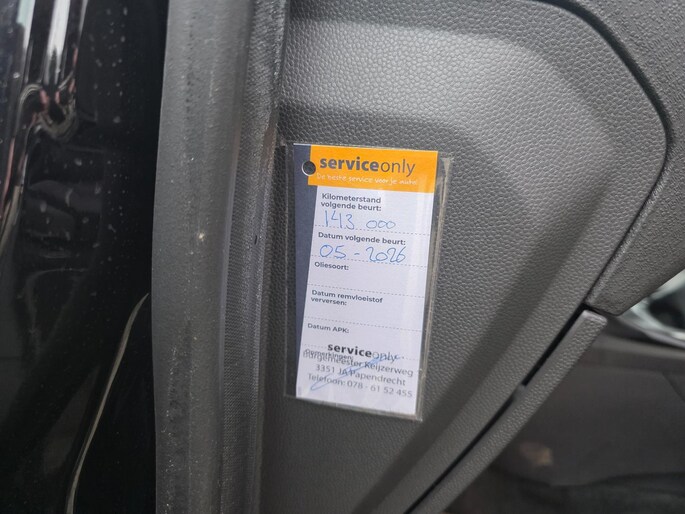 serviceonly
De beste service voor je auto!
Kilometerstand
volgende beurt:
143 000
Datum volgende beurt:
05 - 2026
Oliesoort:
Datum remvloeistof
verversen:
Datum APK:
serviceonly
Opmerkingen:
Burgemeester Keijzerweg
3351 JA Papendrecht
Telefoon: 078 - 61 52 455